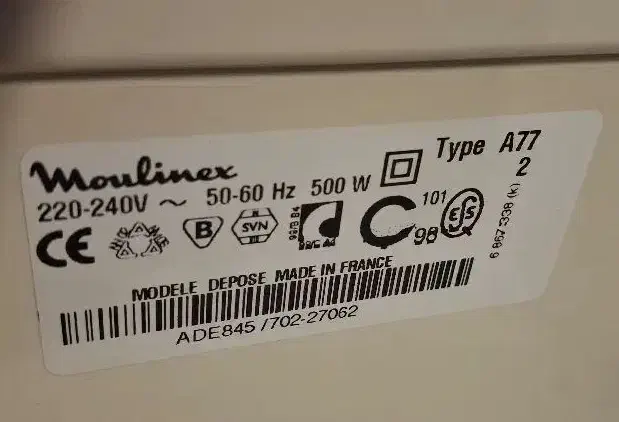 Moulinex
Type A77
2
220-240V ~ 50-60 Hz 500 W
CE
B
SVN
C 101
98
6 867-338 (k)
MODELE DEPOSE MADE IN FRANCE
ADE845 /702-27062